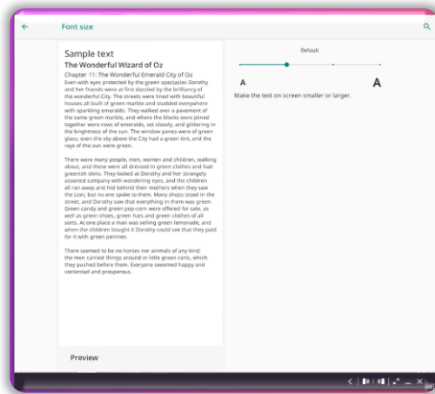 Font size
Sample text
The Wonderful Wizard of Oz
Chapter 11: The Wonderful Emerald City of Oz
Even with eyes protected by the green spectacles Dorothy
and her friends were at first dazzled by the brilliancy of
the wonderful City. The streets were lined with beautiful
houses all built of green marble and studded everywhere
with sparkling emeralds. They walked over a pavement of
the same green marble, and where the blocks were joined
together were rows of emeralds, set closely, and glittering in
the brightness of the sun. The window panes were of green
glass; even the sky above the City had a green tint, and the
rays of the sun were green.
There were many people, men, women and children, walking
about, and these were all dressed in green clothes and had
greenish skins. They looked at Dorothy and her strangely
assorted company with wondering eyes, and the children
all ran away and hid behind their mothers when they saw
the Lion; but no one spoke to them. Many shops stood in the
street, and Dorothy saw that everything in them was green.
Green candy and green pop-corn were offered for sale, as
well as green shoes, green hats and green clothes of all
sorts. At one place a man was selling green lemonade, and
when the children bought it Dorothy could see that they paid
for it with green pennies.
There seemed to be no horses nor animals of any kind;
the men carried things around in little green carts, which
they pushed before them. Everyone seemed happy and
contented and prosperous.
Preview
Default
A A
Make the text on screen smaller or larger.